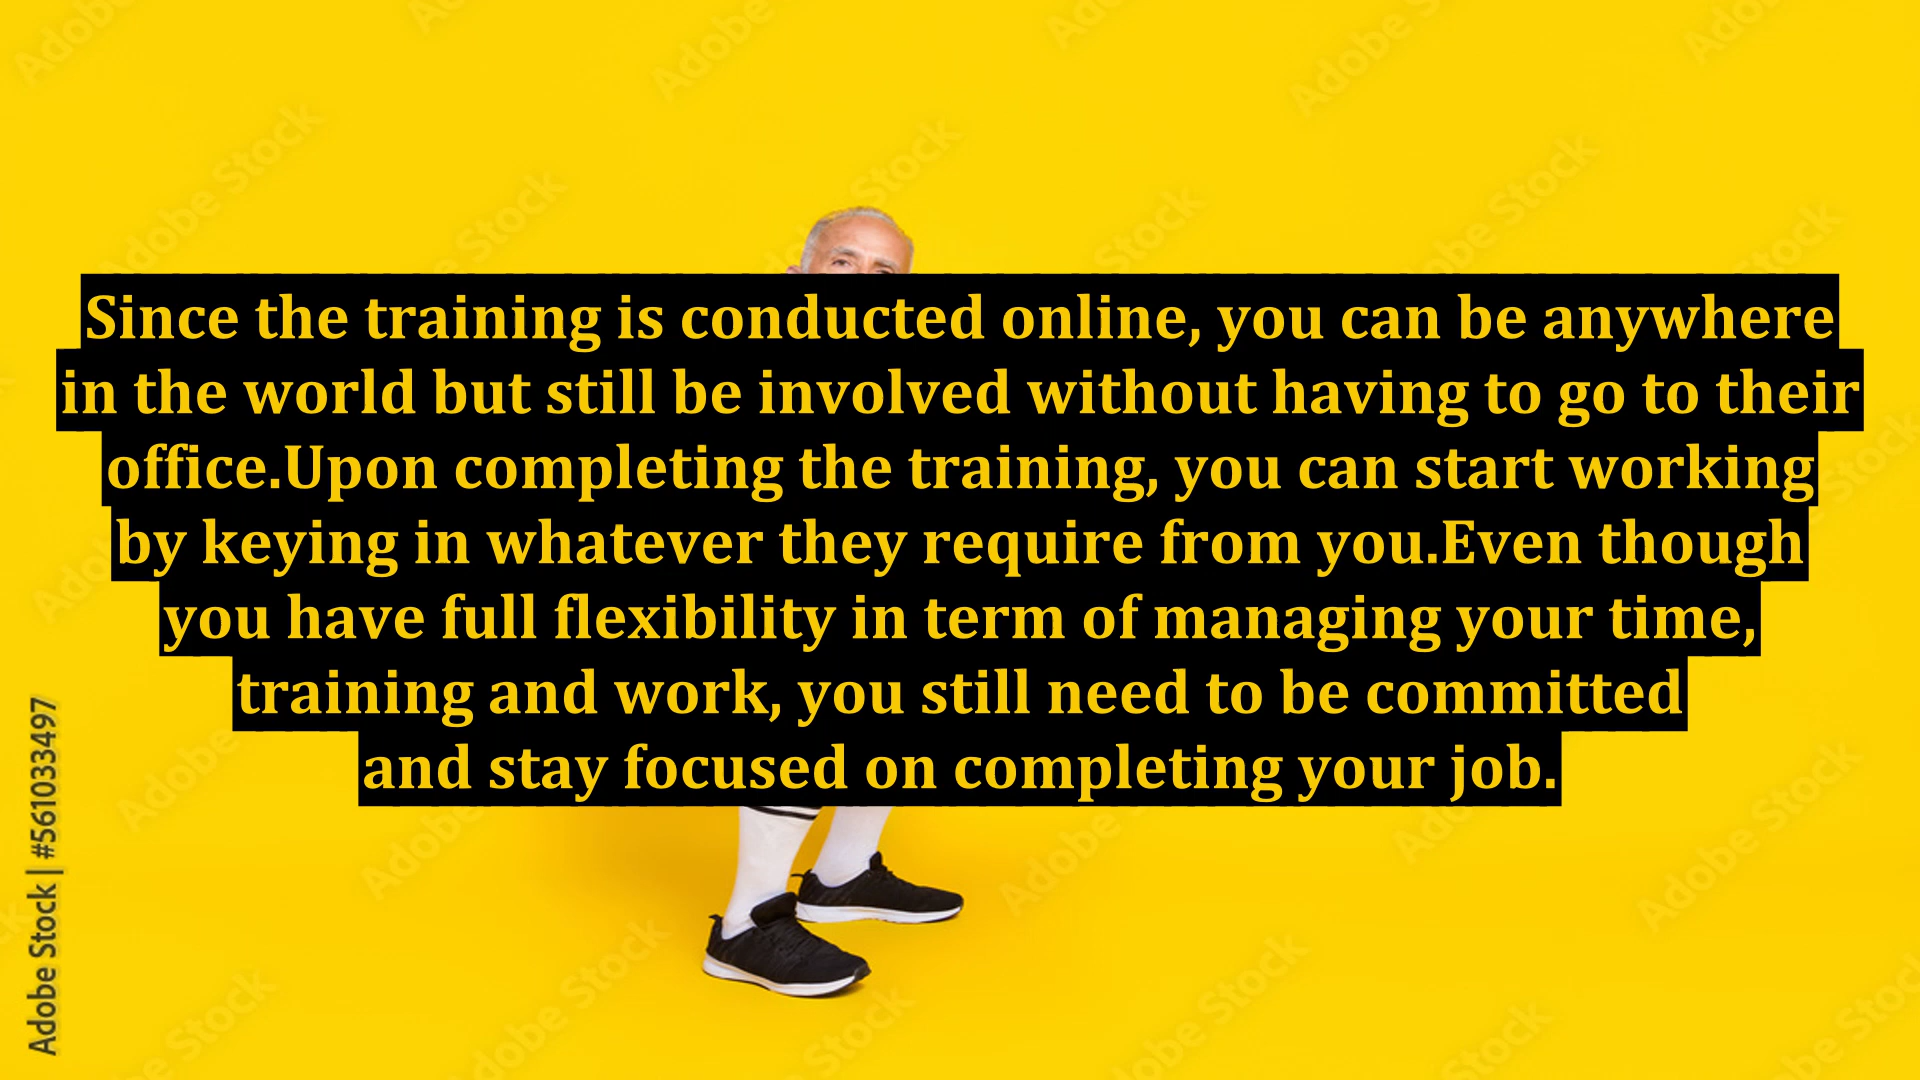 Since the training is conducted online, you can be anywhere
in the world but still be involved without having to go to their
office.Upon completing the training, you can start working
by keying in whatever they require from you.Even though
you have full flexibility in term of managing your time,
training and work, you still need to be committed
and stay focused on completing your job.
Adobe Stock | #561033497